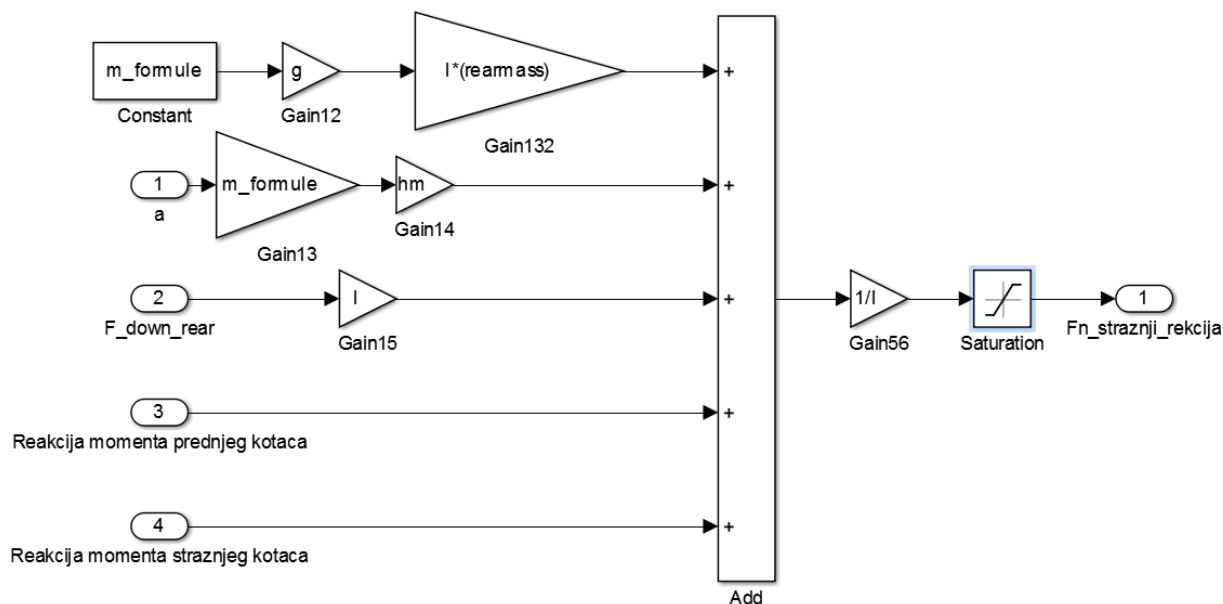 m_formule
Constant
g
Gain12
l*(rearmass)
Gain132
+
1
a
m_formule
Gain13
hm
Gain14
+
2
F_down_rear
l
Gain15
+
1/l
Gain56
Saturation
1
Fn_straznji_rekcija
3
Reakcija momenta prednjeg kotaca
+
4
Reakcija momenta straznjeg kotaca
+
Add